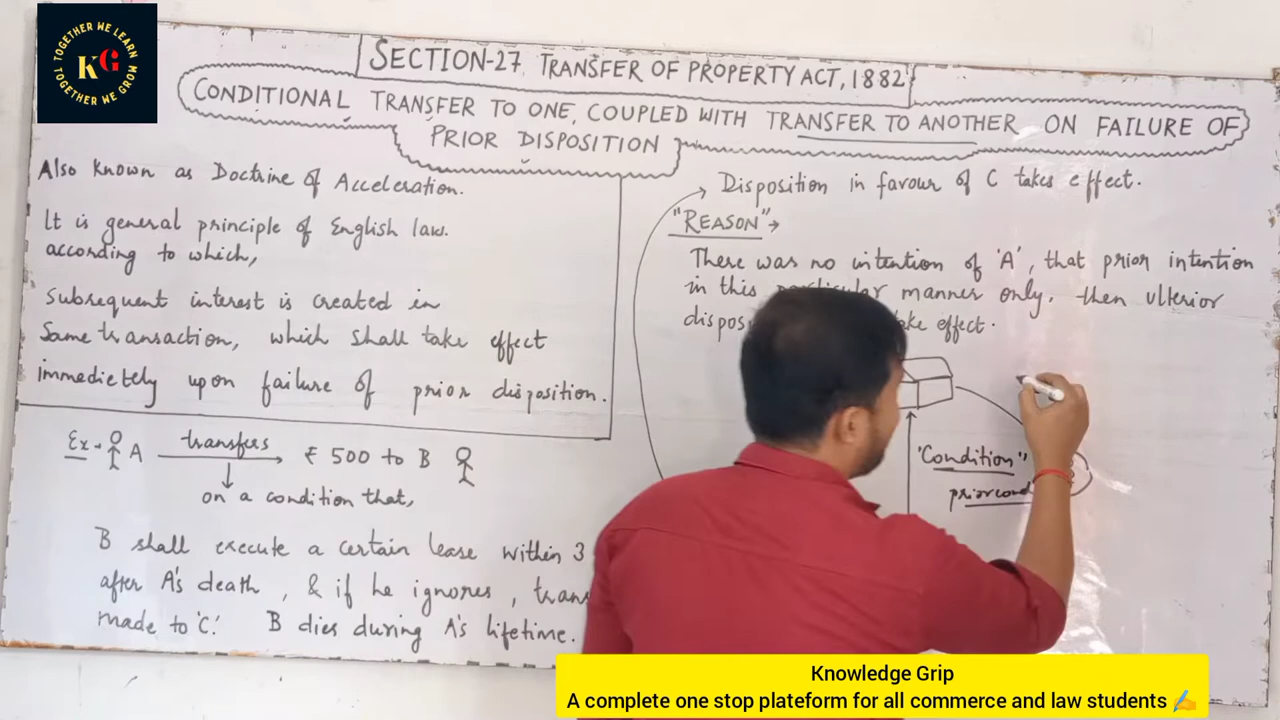 TOGETHER WE LEARN
KG
TOGETHER WE GROW
SECTION-27, TRANSFER OF PROPERTY ACT, 1882
CONDITIONAL TRANSFER TO ONE, COUPLED WITH TRANSFER TO ANOTHER ON FAILURE OF
PRIOR DISPOSITION
Also known as Doctrine of Acceleration.
It is general principle of English law.
according to which,
Subsequent interest is created in
Same transaction, which shall take effect
immedietely upon failure of prior disposition.
Ex → A transfers ₹ 500 to B
on a condition that,
B shall execute a certain lease within 3
after A's death, & if he ignores, trans
made to 'C'. B dies during A's lifetime.
Disposition in favour of C takes effect.
"REASON" →
There was no intention of 'A', that prior intention
in this particular manner only, then ulterior
dispos ake effect.
"Condition"
prior cond
Knowledge Grip
A complete one stop plateform for all commerce and law students ✍